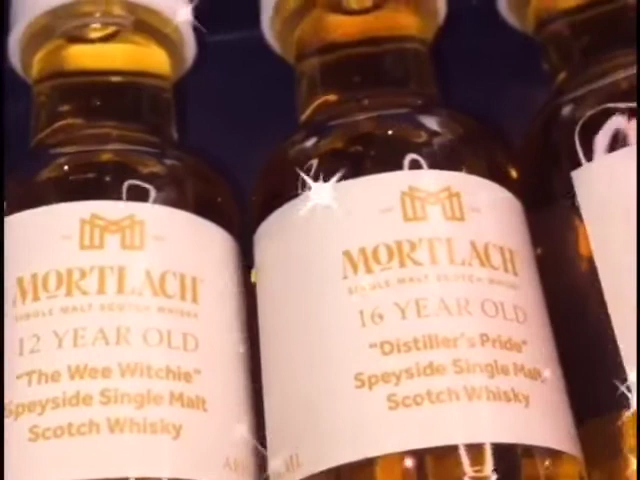 MORTLACH
SINGLE MALT SCOTCH WHISKY
12 YEAR OLD
"The Wee Witchie"
Speyside Single Malt
Scotch Whisky
MORTLACH
SINGLE MALT SCOTCH WHISKY
16 YEAR OLD
"Distiller's Pride"
Speyside Single Malt
Scotch Whisky